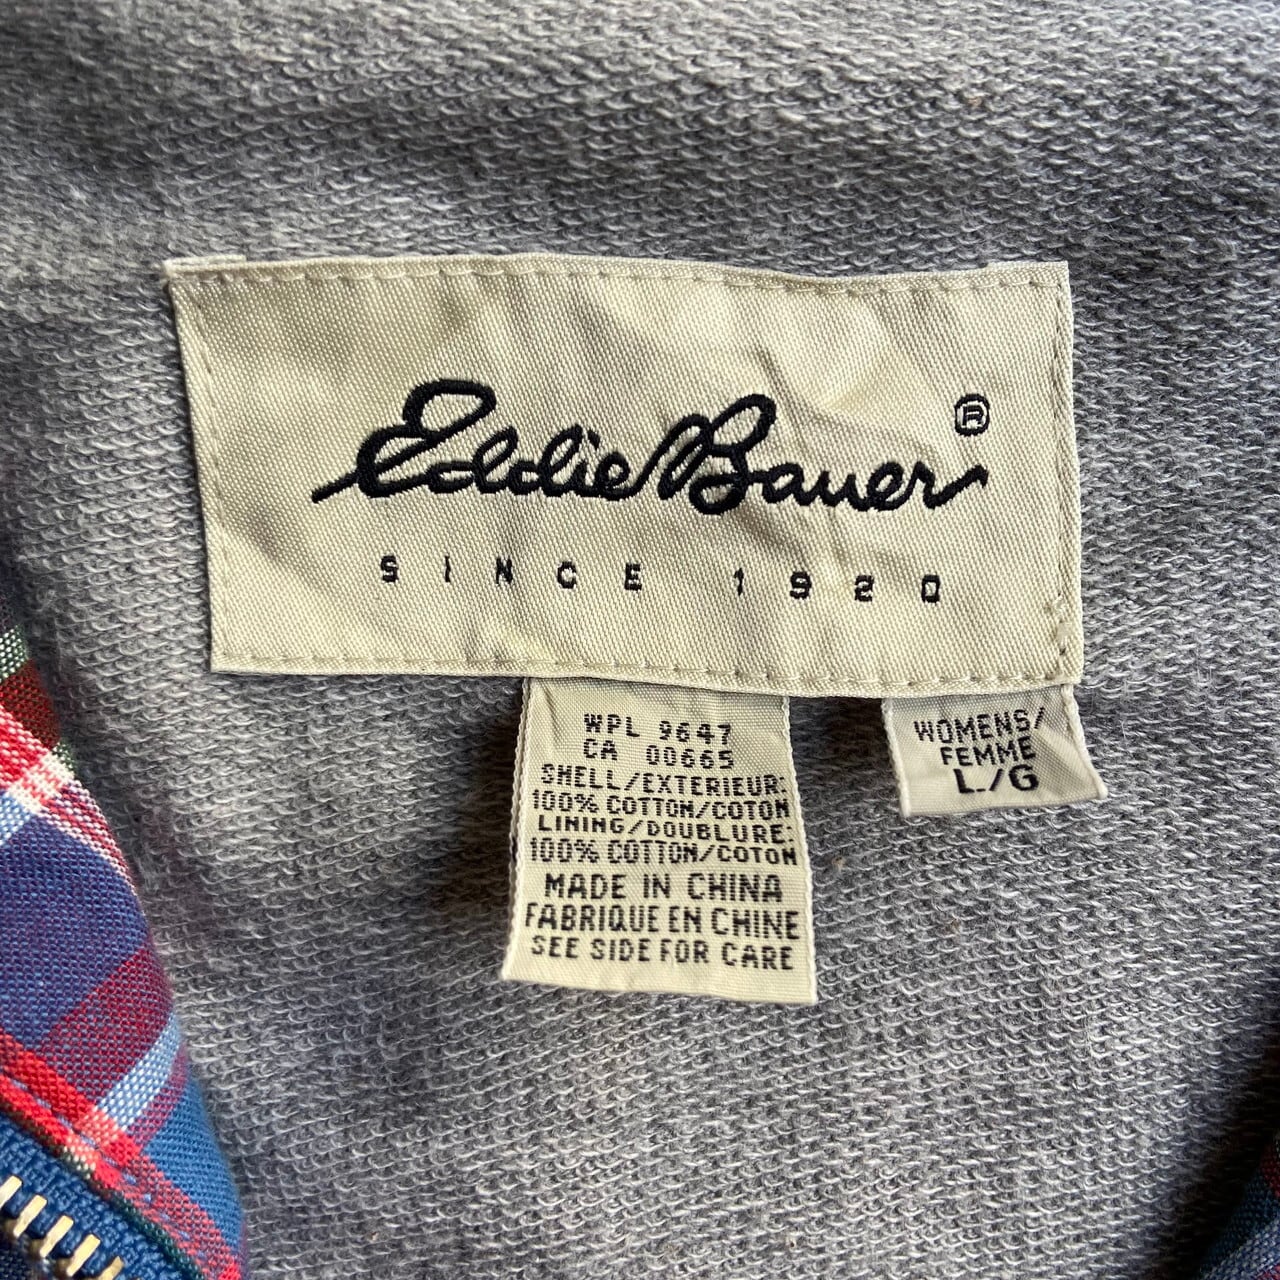 Eddie Bauer ®
SINCE 1920
WPL 9647
CA 00665
SHELL/EXTERIEUR:
100% COTTON/COTON
LINING/DOUBLURE:
100% COTTON/COTON
MADE IN CHINA
FABRIQUE EN CHINE
SEE SIDE FOR CARE
WOMENS/
FEMME
L./G